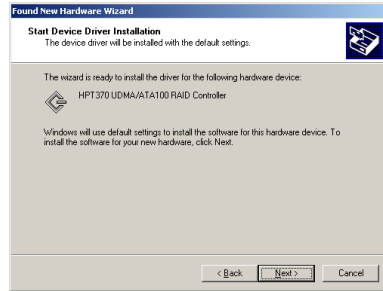 Found New Hardware Wizard
Start Device Driver Installation
The device driver will be installed with the default settings.
The wizard is ready to install the driver for the following hardware device:
HPT370 UDMA/ATA100 RAID Controller
Windows will use default settings to install the software for this hardware device. To
install the software for your new hardware, click Next.
< Back
Next >
Cancel